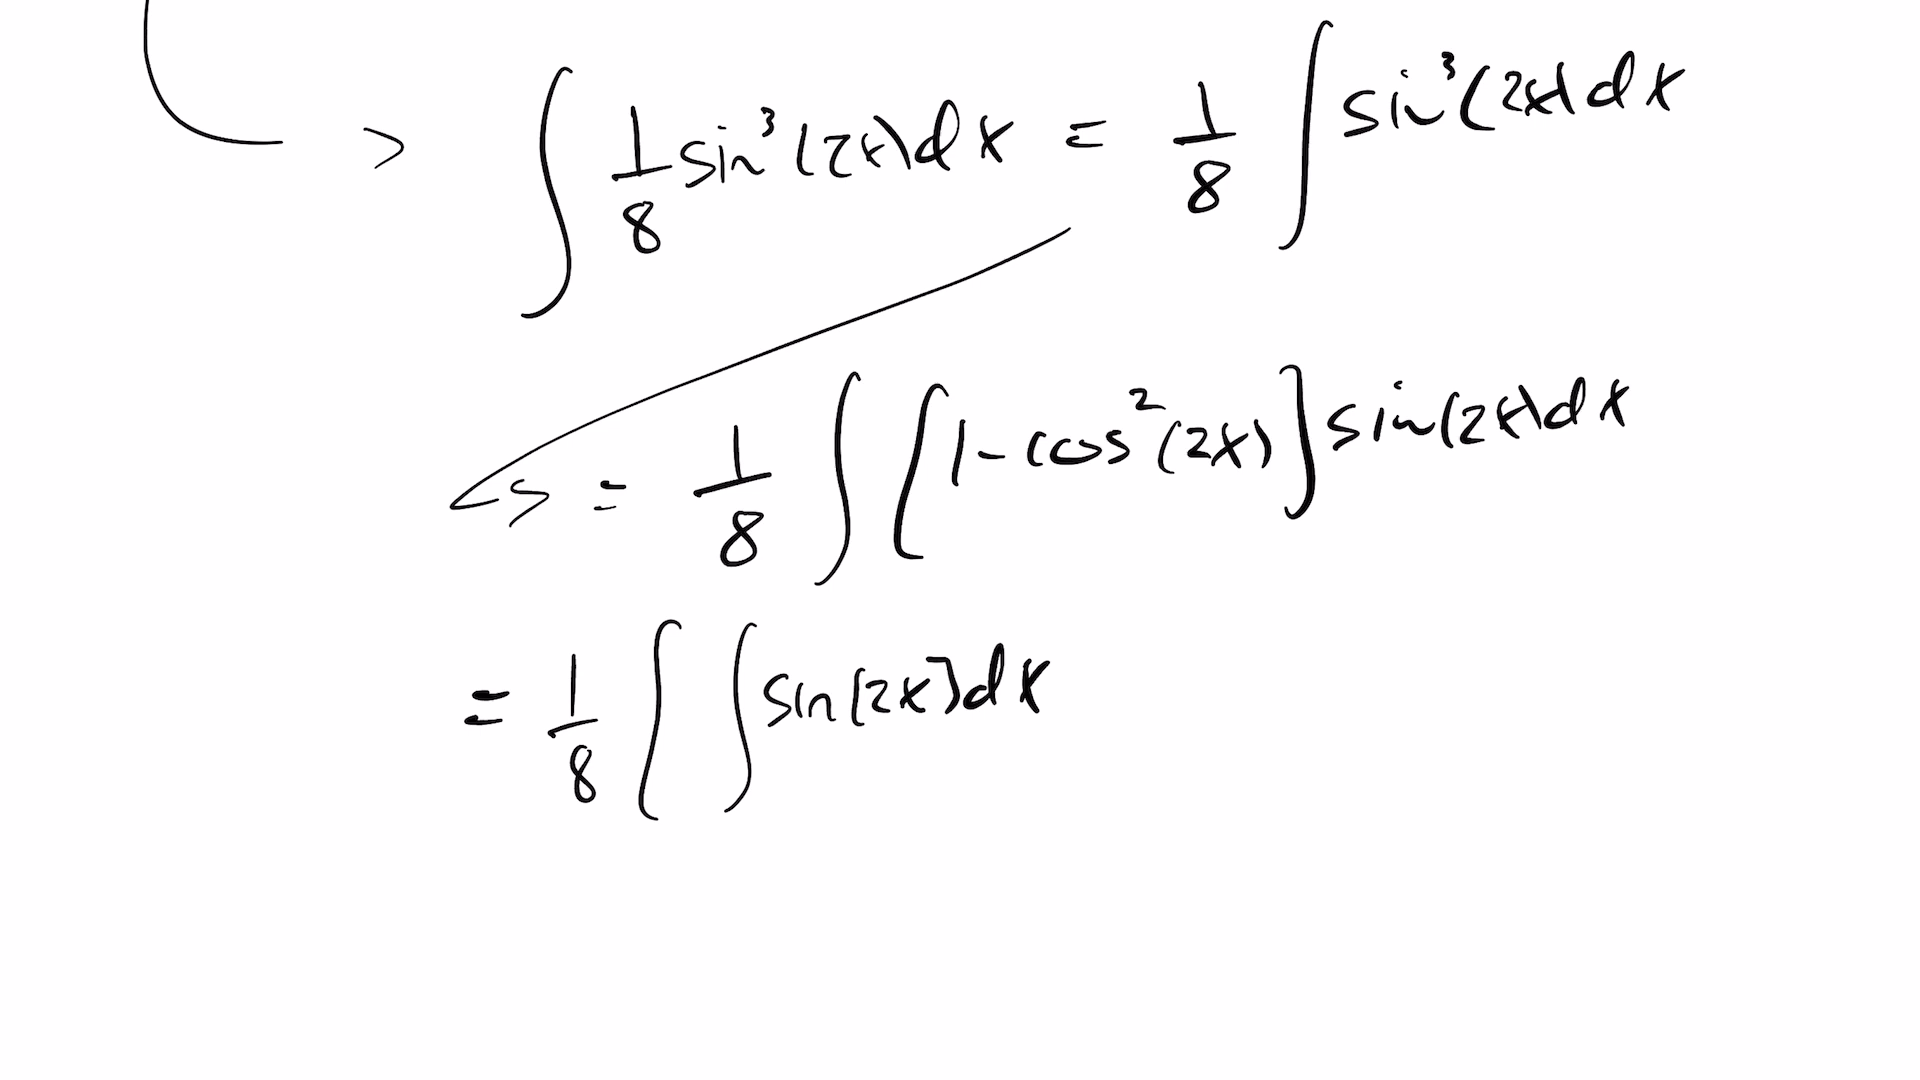 > ∫ 1/8 sin³(2x)dx = 1/8 ∫ sin³(2x)dx
= 1/8 ∫ [1-cos²(2x)] sin(2x)dx
= 1/8 [ ∫ sin(2x)dx